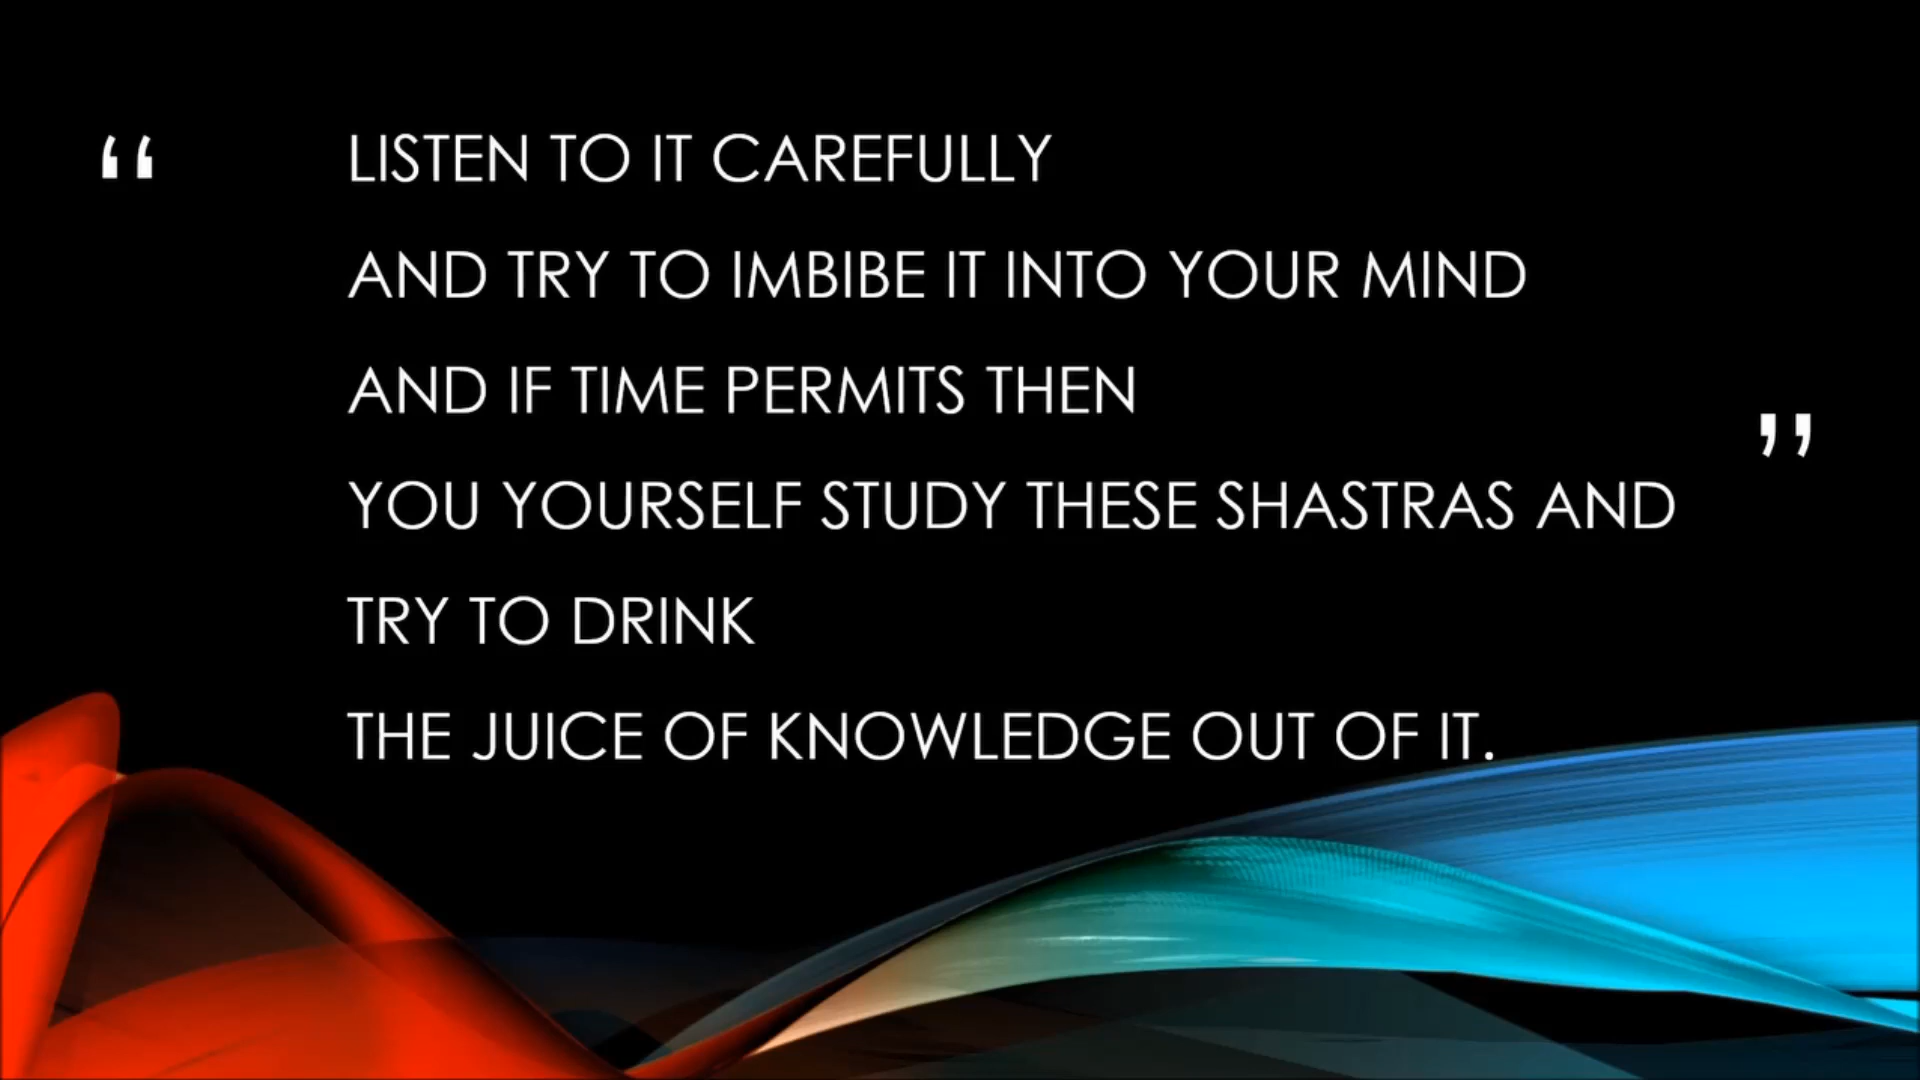 “ LISTEN TO IT CAREFULLY
AND TRY TO IMBIBE IT INTO YOUR MIND
AND IF TIME PERMITS THEN
YOU YOURSELF STUDY THESE SHASTRAS AND
TRY TO DRINK
THE JUICE OF KNOWLEDGE OUT OF IT. ”